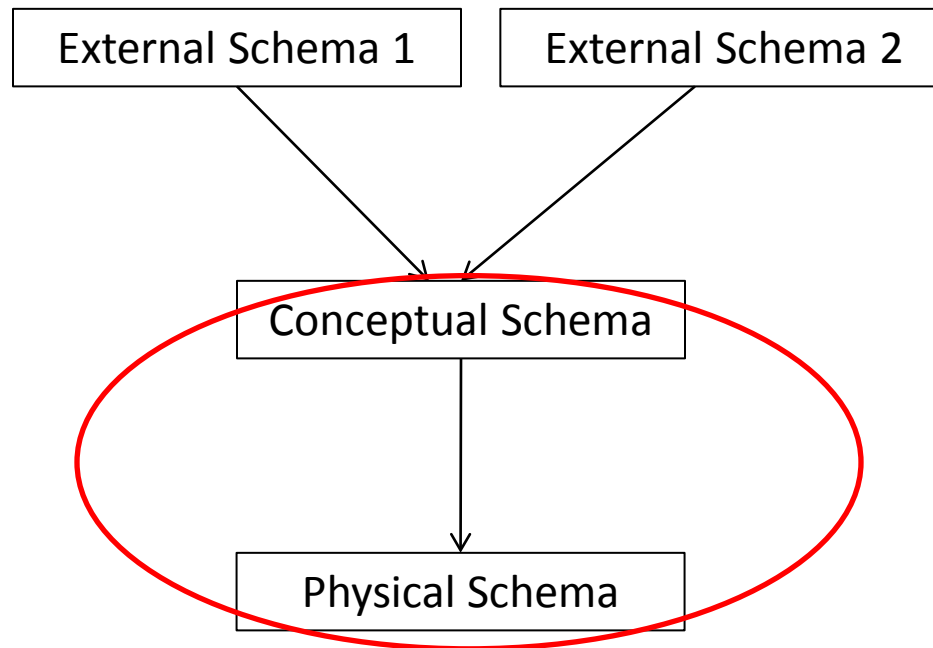 External Schema 1
External Schema 2
Conceptual Schema
Physical Schema